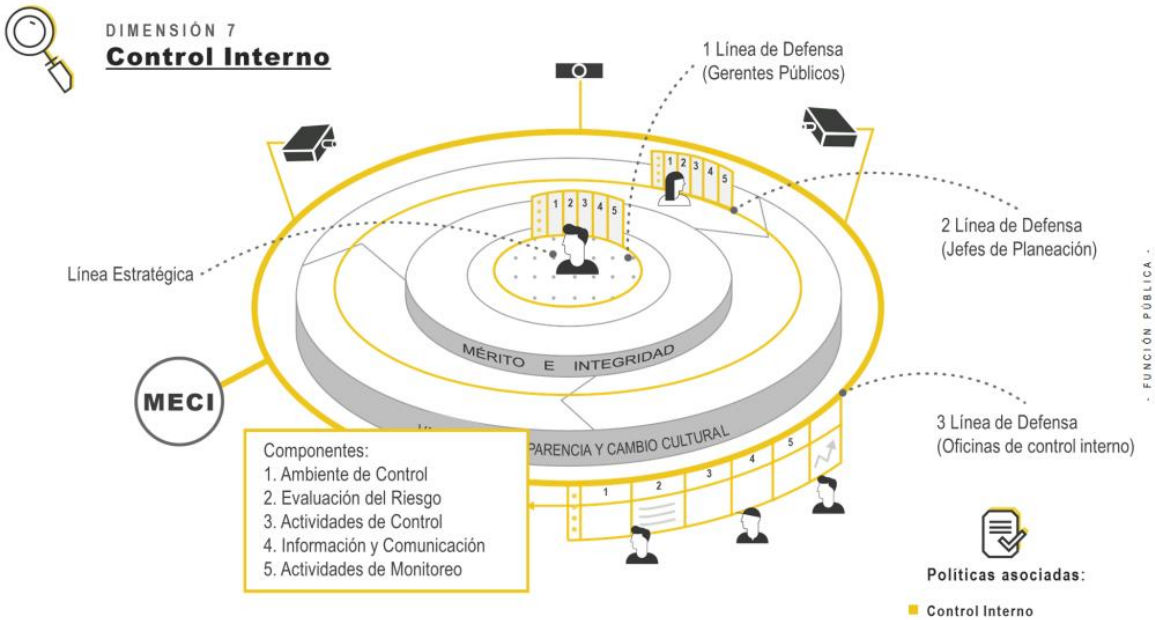 DIMENSIÓN 7
Control Interno
1 Línea de Defensa
(Gerentes Públicos)
1 2 3 4 5
1 2 3 4 5
2 Línea de Defensa
(Jefes de Planeación)
Línea Estratégica
MÉRITO E INTEGRIDAD
MECI
PARENCIA Y CAMBIO CULTURAL
3 Línea de Defensa
(Oficinas de control interno)
Componentes:
1. Ambiente de Control
2. Evaluación del Riesgo
3. Actividades de Control
4. Información y Comunicación
5. Actividades de Monitoreo
1 2 3 4 5
Políticas asociadas:
Control Interno
- FUNCIÓN PÚBLICA -